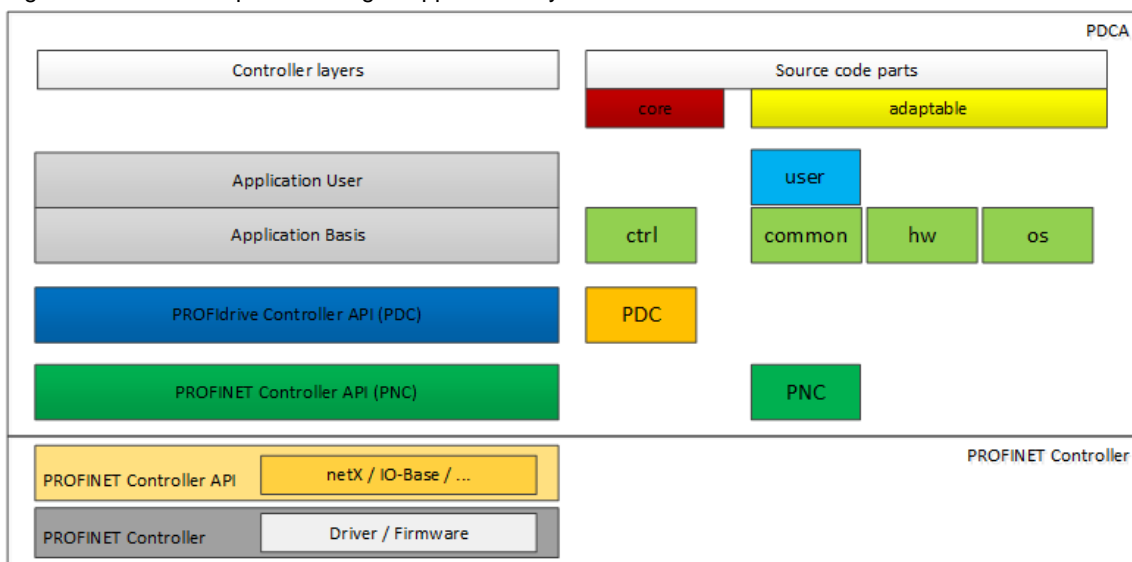 PDCA
Controller layers
Source code parts
core
adaptable
Application User
user
Application Basis
ctrl
common
hw
os
PROFIdrive Controller API (PDC)
PDC
PROFINET Controller API (PNC)
PNC
PROFINET Controller
PROFINET Controller API
netX / IO-Base / ...
PROFINET Controller
Driver / Firmware